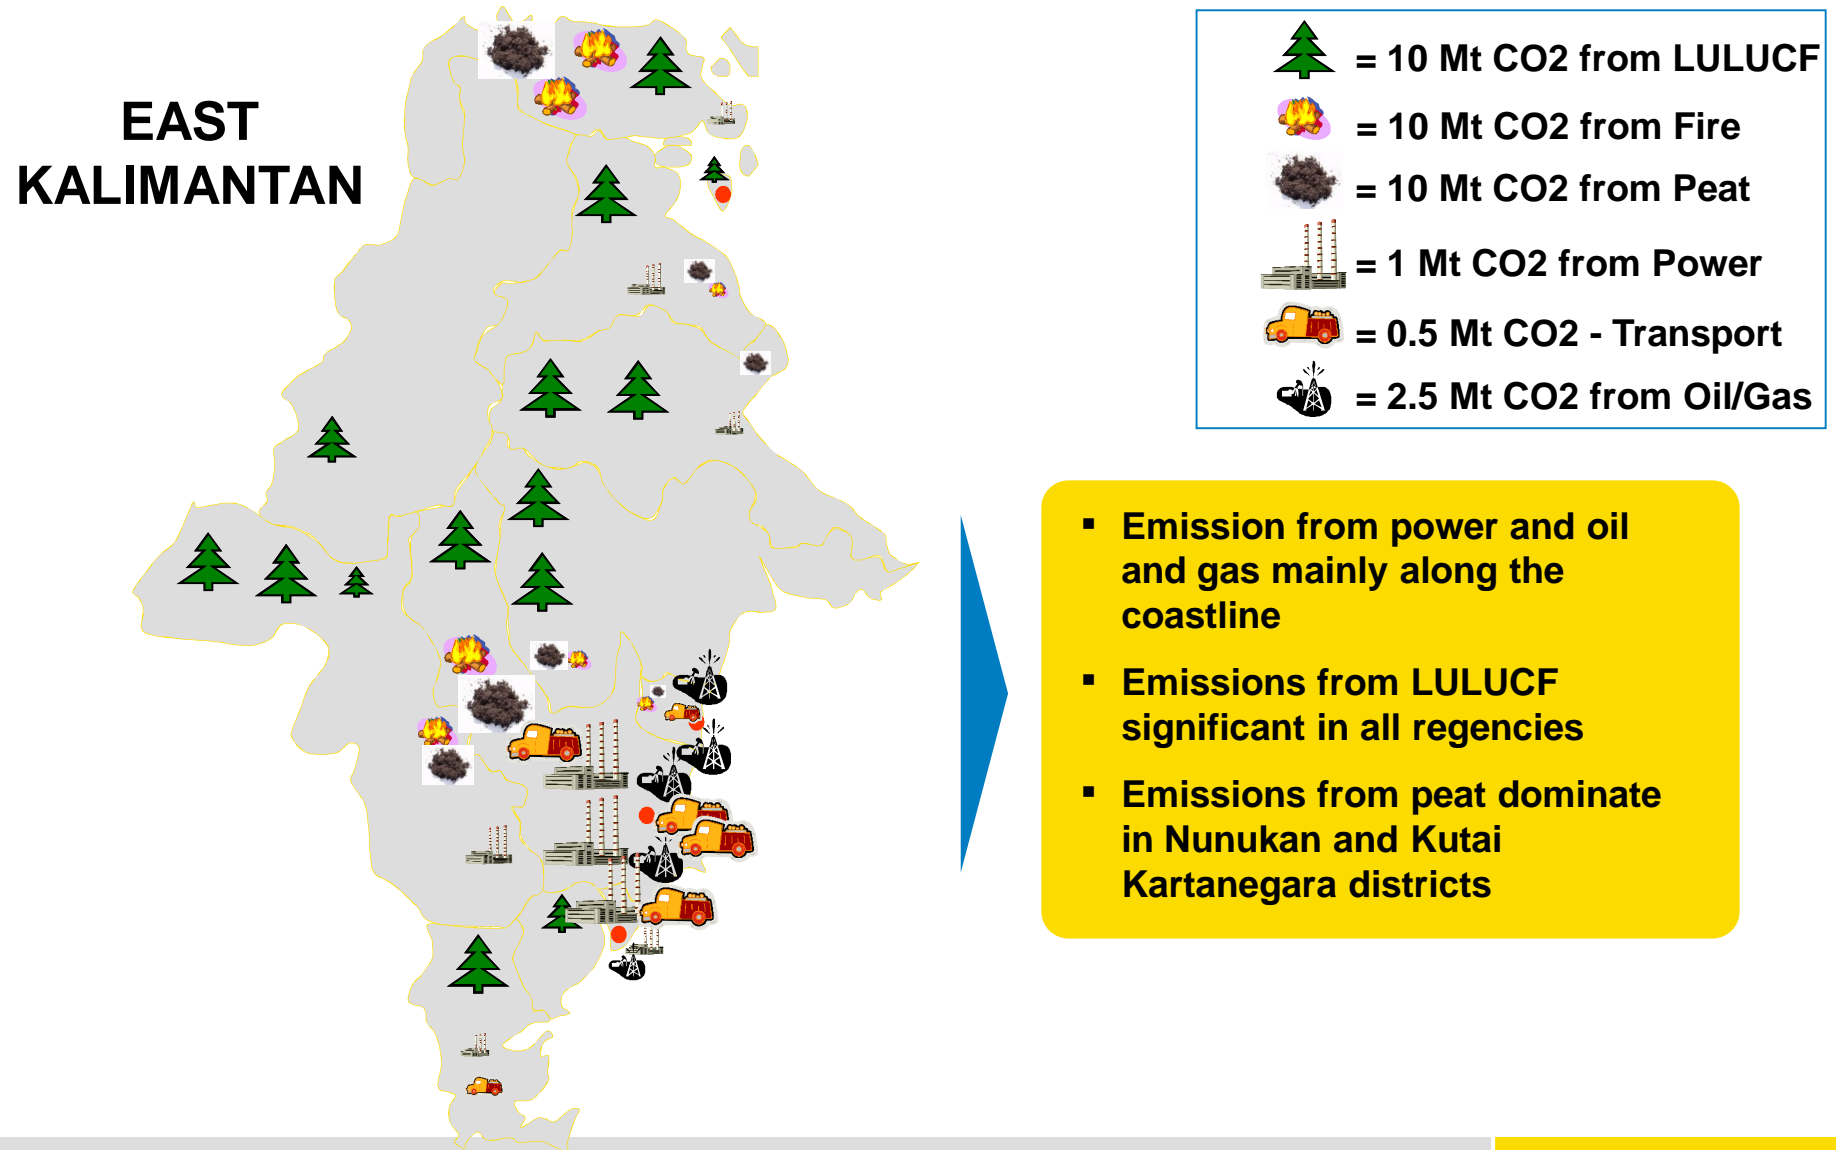 EAST
KALIMANTAN
= 10 Mt CO2 from LULUCF
= 10 Mt CO2 from Fire
= 10 Mt CO2 from Peat
= 1 Mt CO2 from Power
= 0.5 Mt CO2 - Transport
= 2.5 Mt CO2 from Oil/Gas
▪ Emission from power and oil
and gas mainly along the
coastline
▪ Emissions from LULUCF
significant in all regencies
▪ Emissions from peat dominate
in Nunukan and Kutai
Kartanegara districts